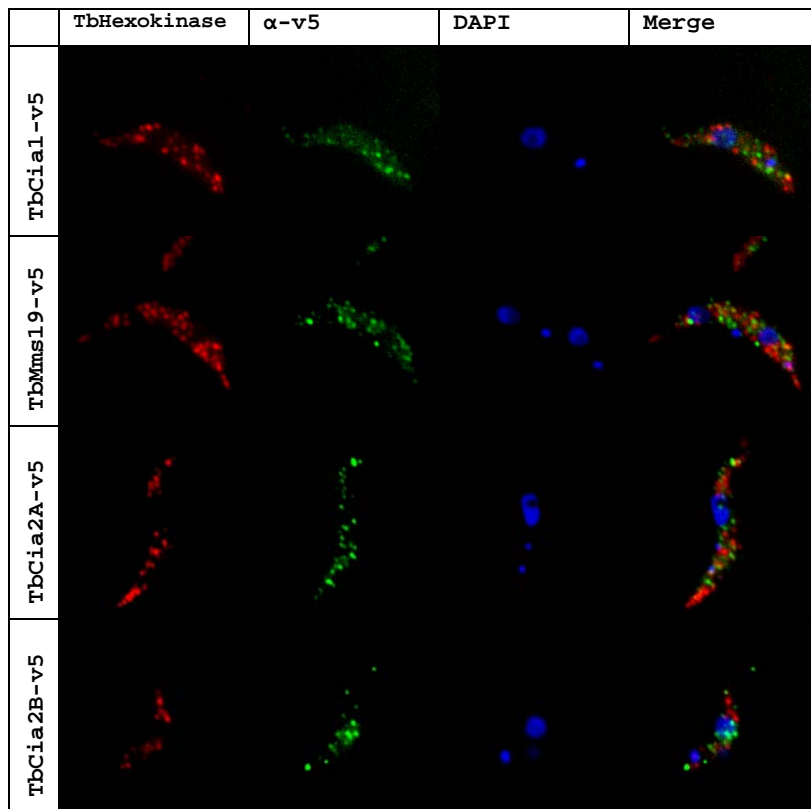 TbHexokinase α-v5 DAPI Merge
TbCia1-v5
TbMms19-v5
TbCia2A-v5
TbCia2B-v5